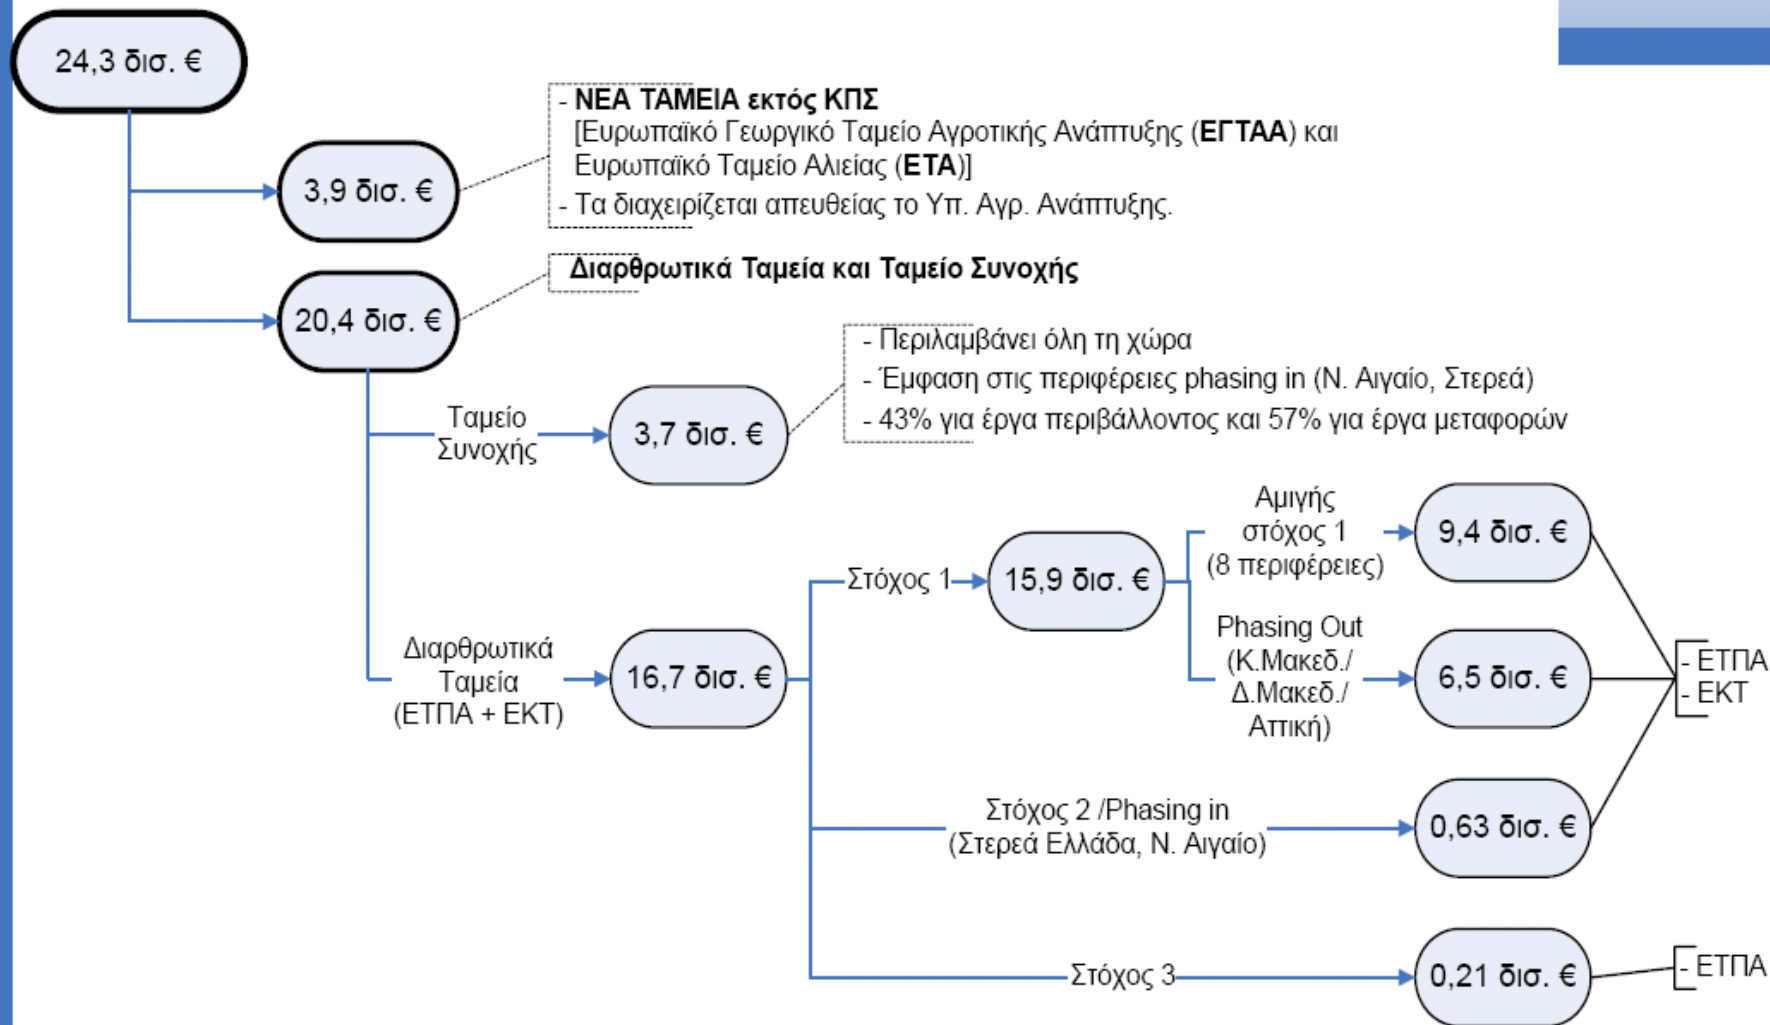 24,3 δισ. €
3,9 δισ. €
- ΝΕΑ ΤΑΜΕΙΑ εκτός ΚΠΣ
[Ευρωπαϊκό Γεωργικό Ταμείο Αγροτικής Ανάπτυξης (ΕΓΤΑΑ) και
Ευρωπαϊκό Ταμείο Αλιείας (ΕΤΑ)]
- Τα διαχειρίζεται απευθείας το Υπ. Αγρ. Ανάπτυξης.
20,4 δισ. €
Διαρθρωτικά Ταμεία και Ταμείο Συνοχής
Ταμείο
Συνοχής
3,7 δισ. €
- Περιλαμβάνει όλη τη χώρα
- Έμφαση στις περιφέρειες phasing in (Ν. Αιγαίο, Στερεά)
- 43% για έργα περιβάλλοντος και 57% για έργα μεταφορών
Διαρθρωτικά
Ταμεία
(ΕΤΠΑ + ΕΚΤ)
16,7 δισ. €
Στόχος 1
15,9 δισ. €
Αμιγής
στόχος 1
(8 περιφέρειες)
9,4 δισ. €
Phasing Out
(Κ.Μακεδ./
Δ.Μακεδ./
Αττική)
6,5 δισ. €
- ΕΤΠΑ
- ΕΚΤ
Στόχος 2 /Phasing in
(Στερεά Ελλάδα, Ν. Αιγαίο)
0,63 δισ. €
Στόχος 3
0,21 δισ. €
- ΕΤΠΑ